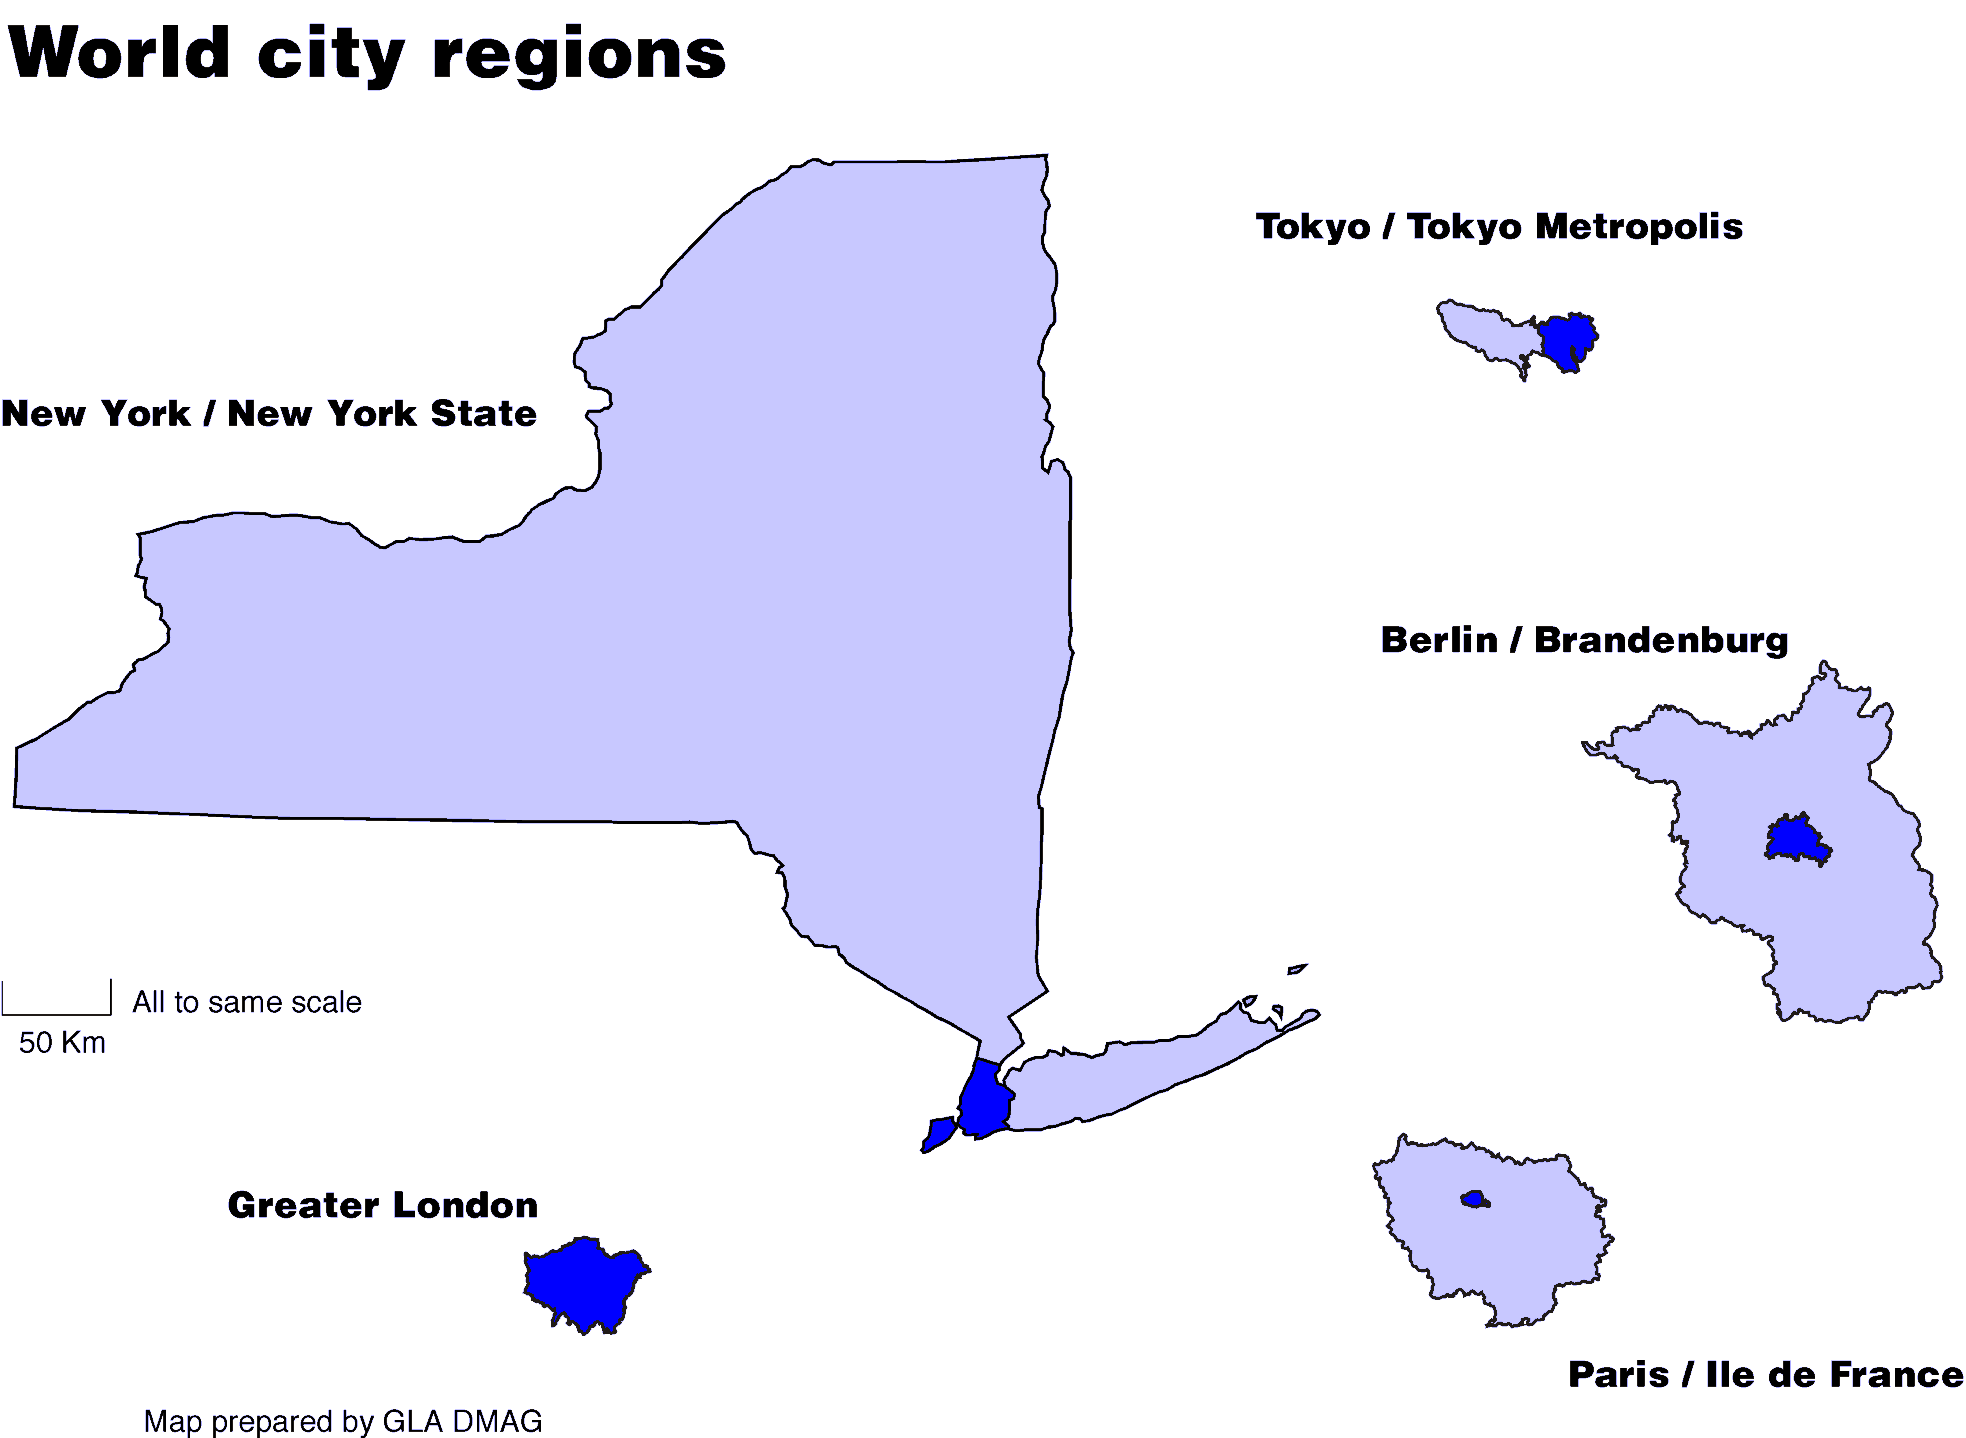 World city regions
Tokyo / Tokyo Metropolis
New York / New York State
Berlin / Brandenburg
All to same scale
50 Km
Greater London
Paris / Ile de France
Map prepared by GLA DMAG